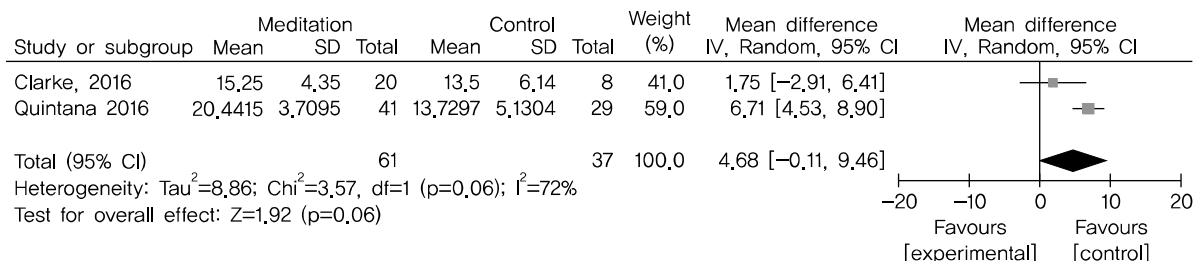 Meditation Control Weight Mean difference Mean difference
Study or subgroup Mean SD Total Mean SD Total (%) IV, Random, 95% CI IV, Random, 95% CI
Clarke, 2016 15.25 4.35 20 13.5 6.14 8 41.0 1.75 [−2.91, 6.41]
Quintana 2016 20.4415 3.7095 41 13.7297 5.1304 29 59.0 6.71 [4.53, 8.90]
Total (95% CI) 61 37 100.0 4.68 [−0.11, 9.46]
Heterogeneity: Tau²=8.86; Chi²=3.57, df=1 (p=0.06); I²=72%
Test for overall effect: Z=1.92 (p=0.06)
−20 −10 0 10 20
Favours Favours
[experimental] [control]